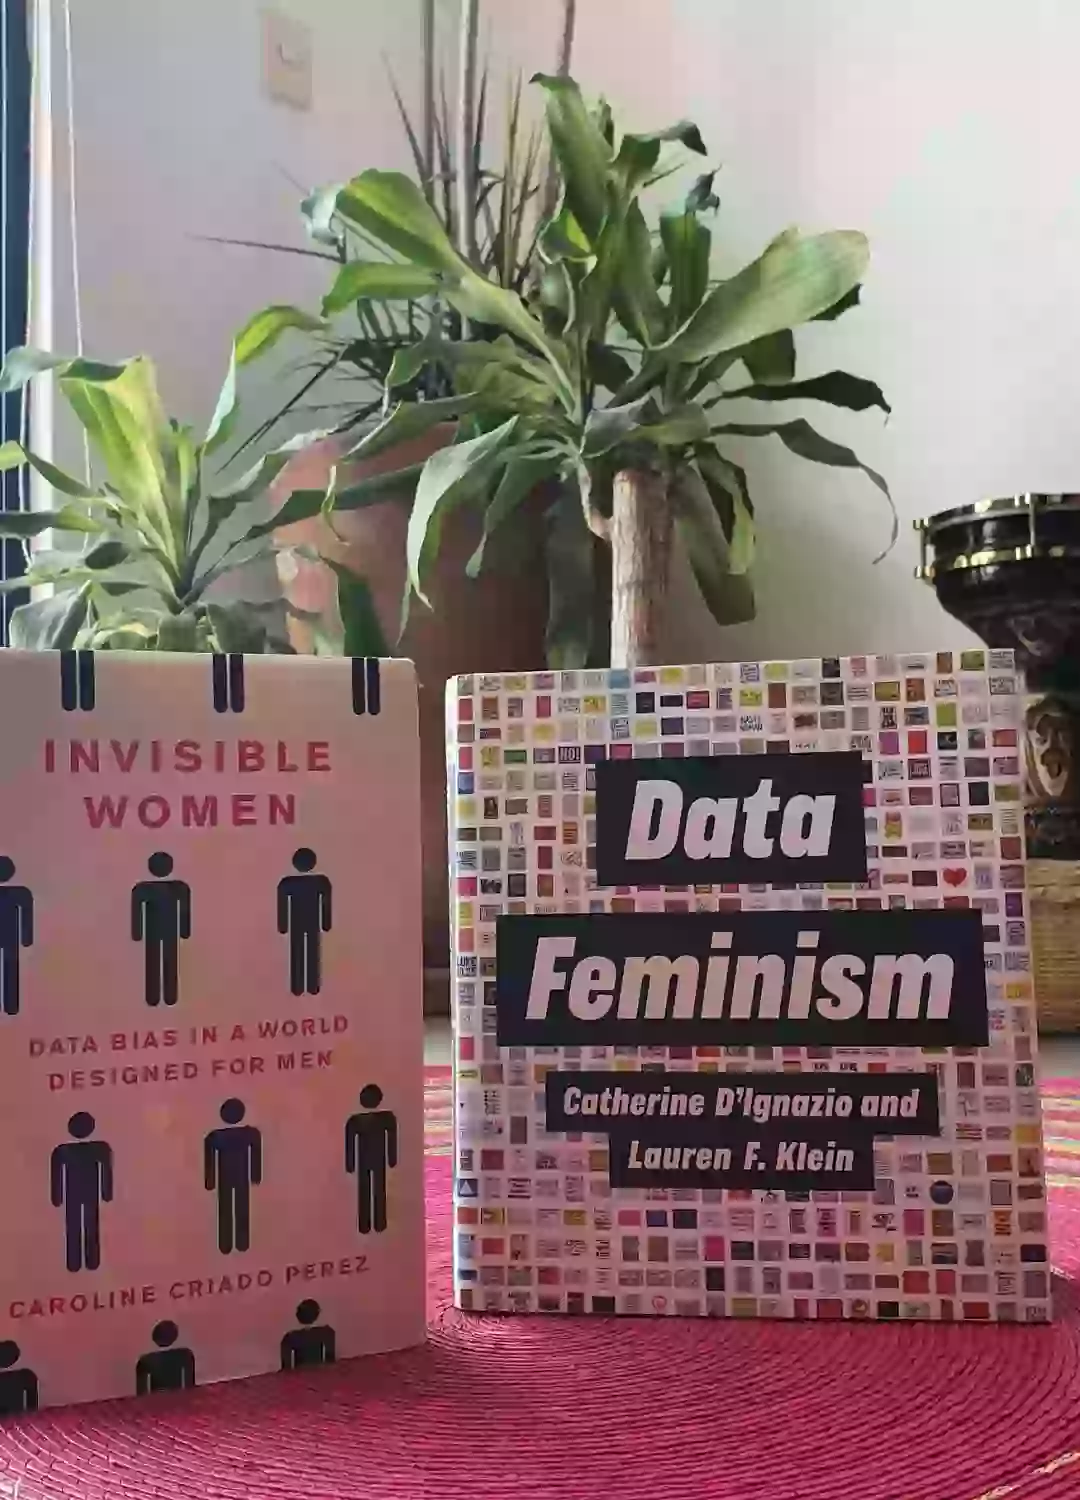 INVISIBLE
WOMEN
DATA BIAS IN A WORLD
DESIGNED FOR MEN
CAROLINE CRIADO PEREZ
Data
Feminism
Catherine D'Ignazio and
Lauren F. Klein
NO!